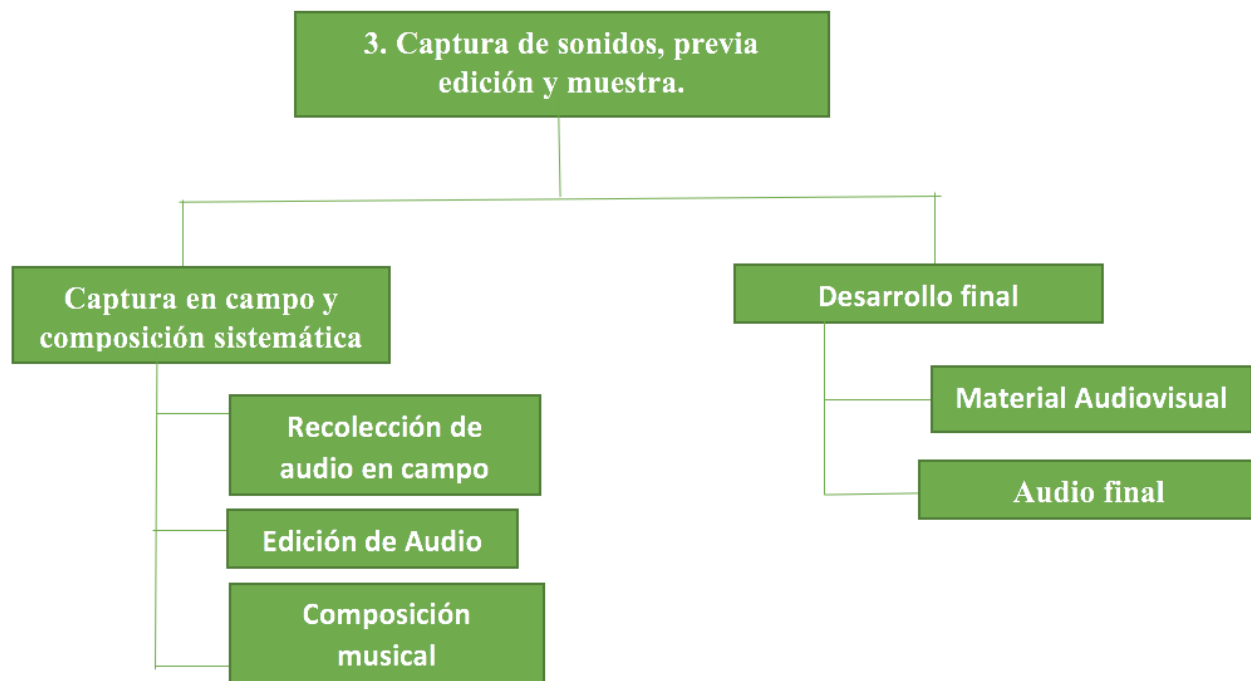 3. Captura de sonidos, previa
edición y muestra.
Captura en campo y
composición sistemática
Recolección de
audio en campo
Edición de Audio
Composición
musical
Desarrollo final
Material Audiovisual
Audio final